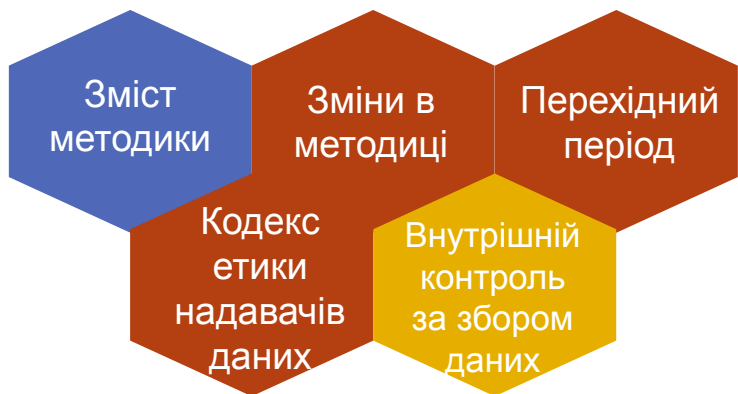 Зміст
методики
Зміни в
методиці
Перехідний
період
Кодекс
етики
надавачів
даних
Внутрішній
контроль
за збором
даних